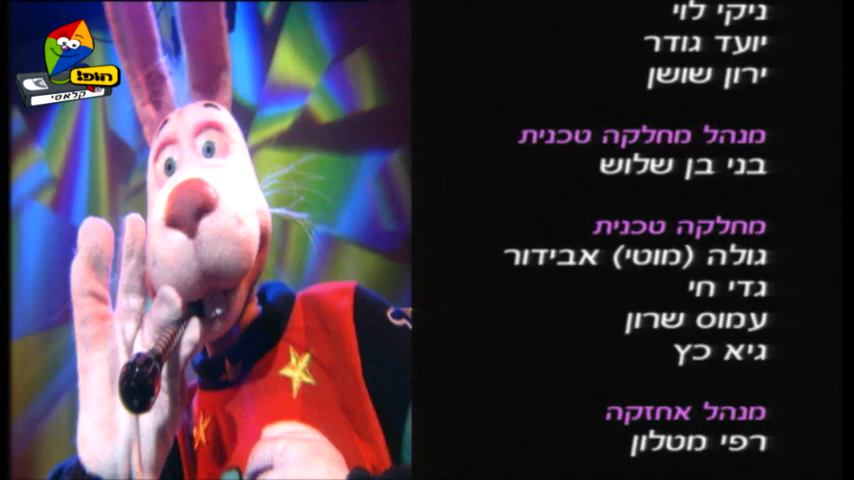 הופ!
קלאסי
ניקי לוי
יועד גודר
ירון שושן
מנהל מחלקה טכנית
בני בן שלוש
מחלקה טכנית
גולה (מוטי) אבידור
גדי חי
עמוס שרון
גיא כץ
מנהל אחזקה
רפי מטלון